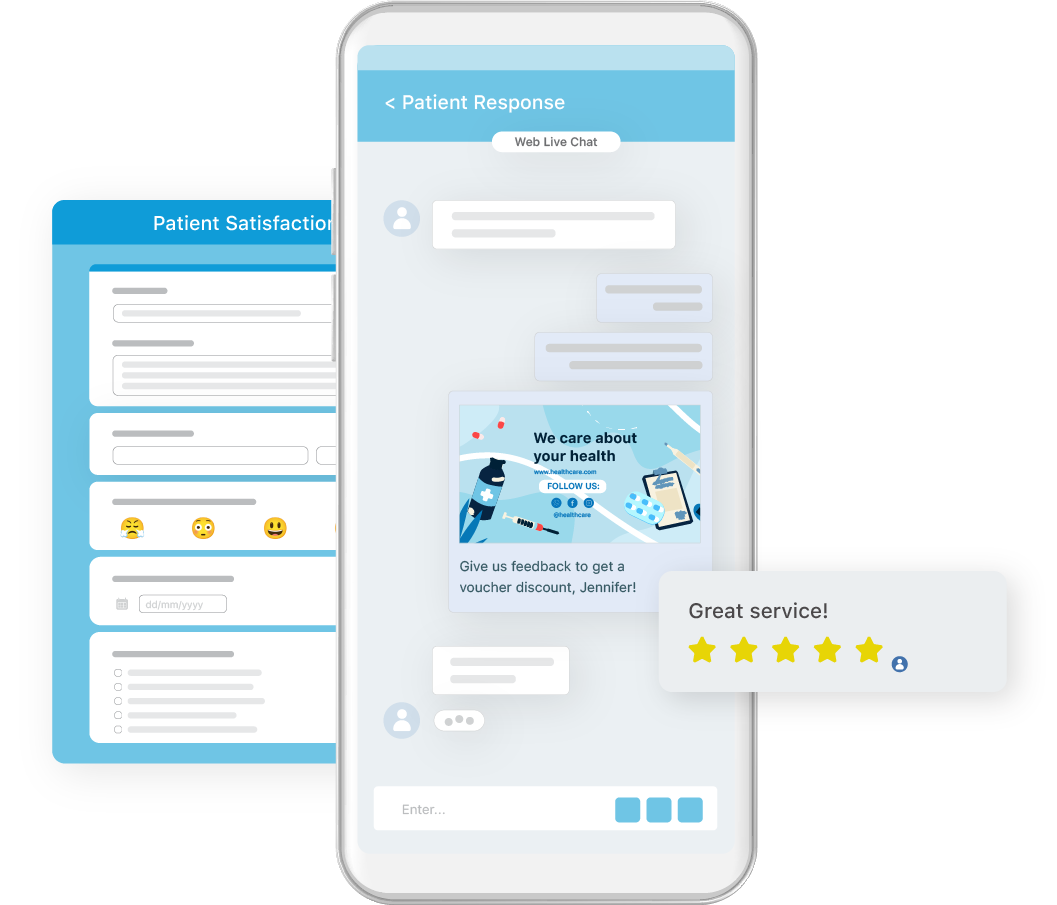 < Patient Response
Web Live Chat
Patient Satisfaction
We care about
your health
www.healthcare.com
FOLLOW US:
@healthcare
Give us feedback to get a
voucher discount, Jennifer!
dd/mm/yyyy
Great service!
Enter...